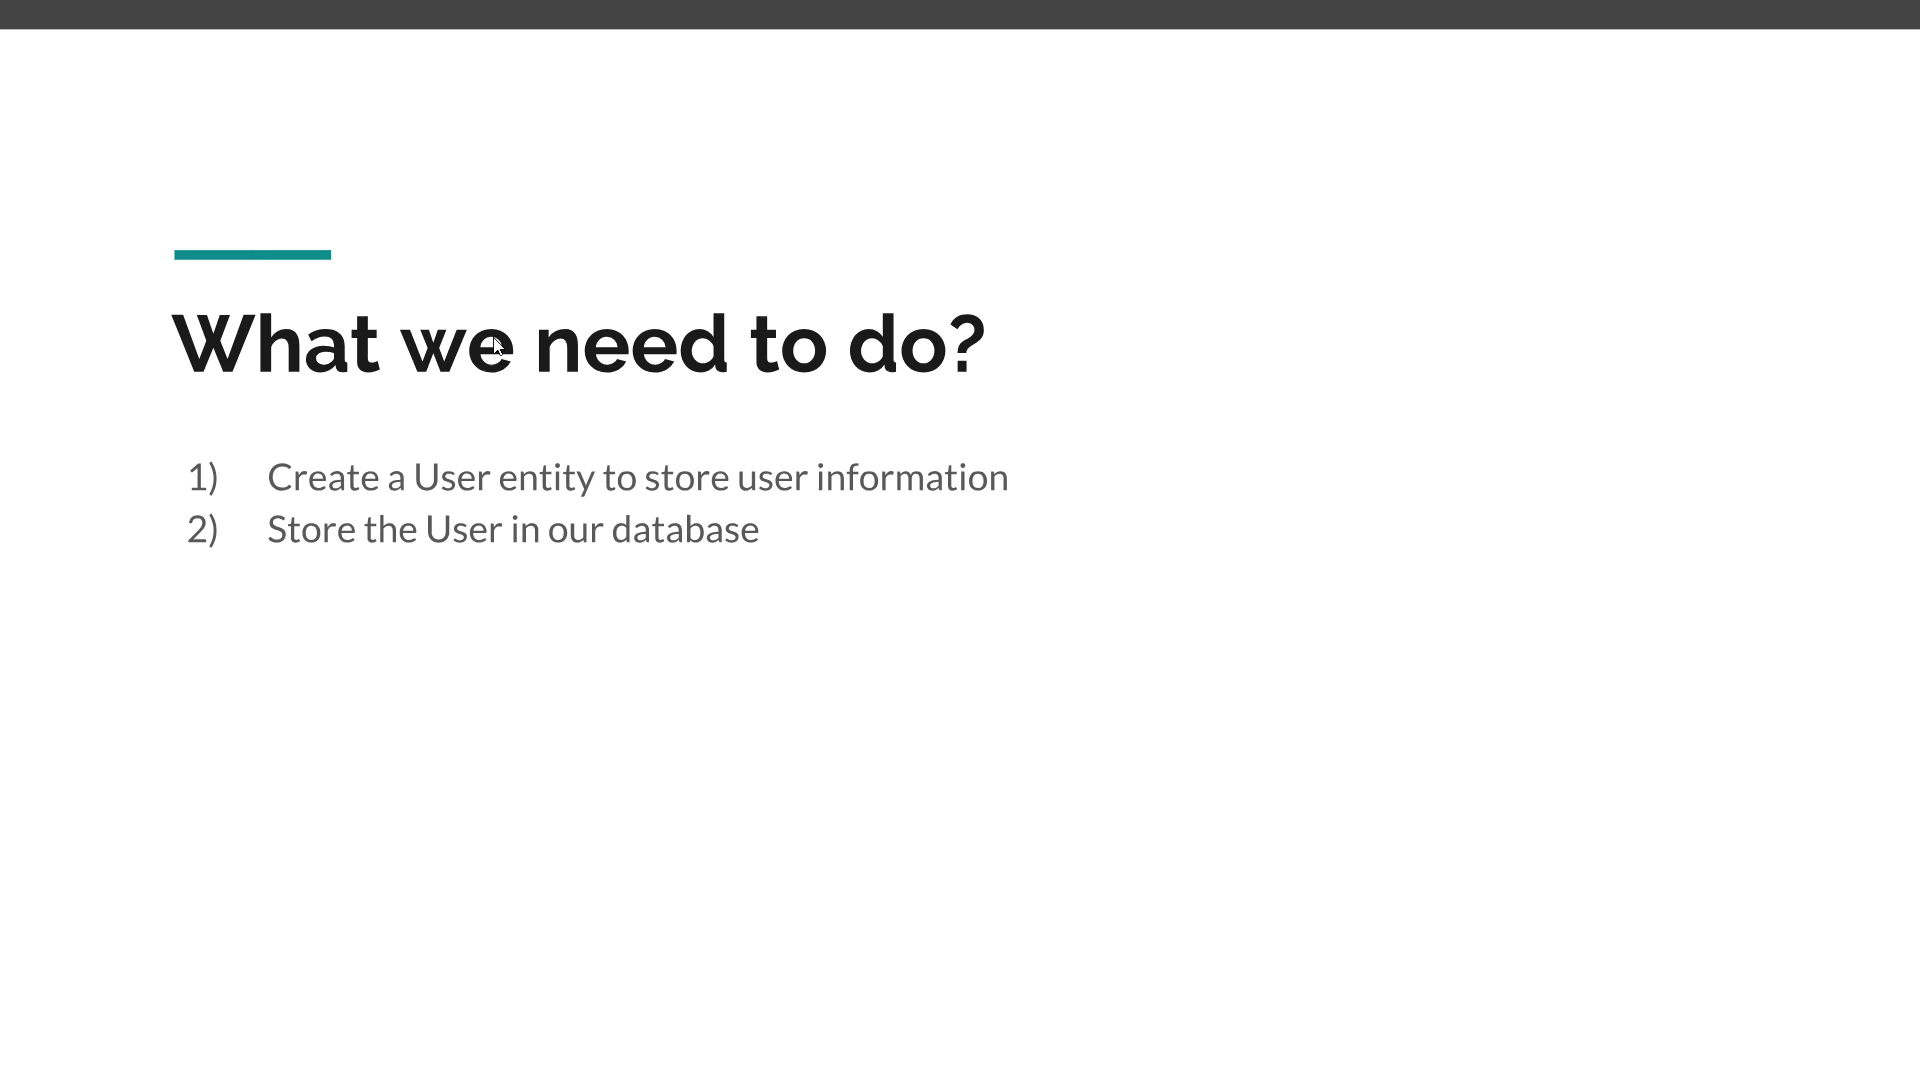 What we need to do?
1) Create a User entity to store user information
2) Store the User in our database